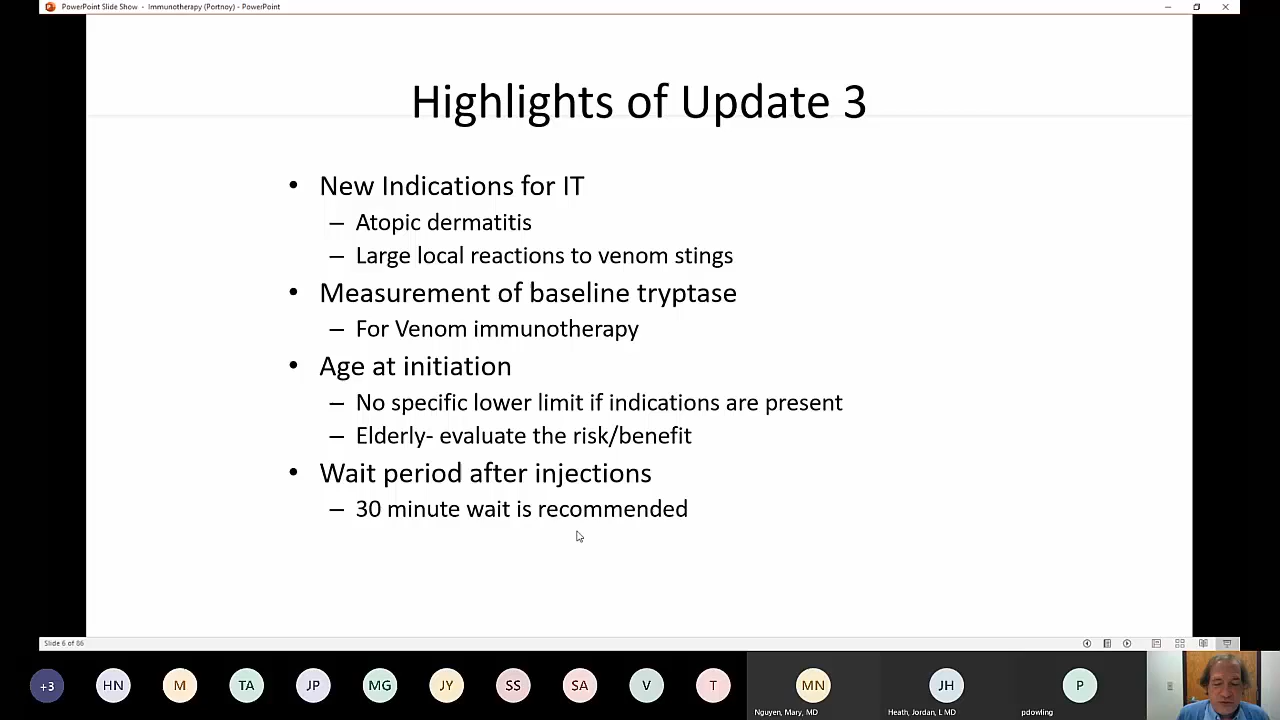 PowerPoint Slide Show - Immunotherapy (Portnoy) - PowerPoint
Highlights of Update 3
• New Indications for IT
– Atopic dermatitis
– Large local reactions to venom stings
• Measurement of baseline tryptase
– For Venom immunotherapy
• Age at initiation
– No specific lower limit if indications are present
– Elderly- evaluate the risk/benefit
• Wait period after injections
– 30 minute wait is recommended
Slide 6 of 86
+3 HN M TA JP MG JY SS SA V T MN JH P
Nguyen, Mary, MD Heath, Jordan, L MD pdowling